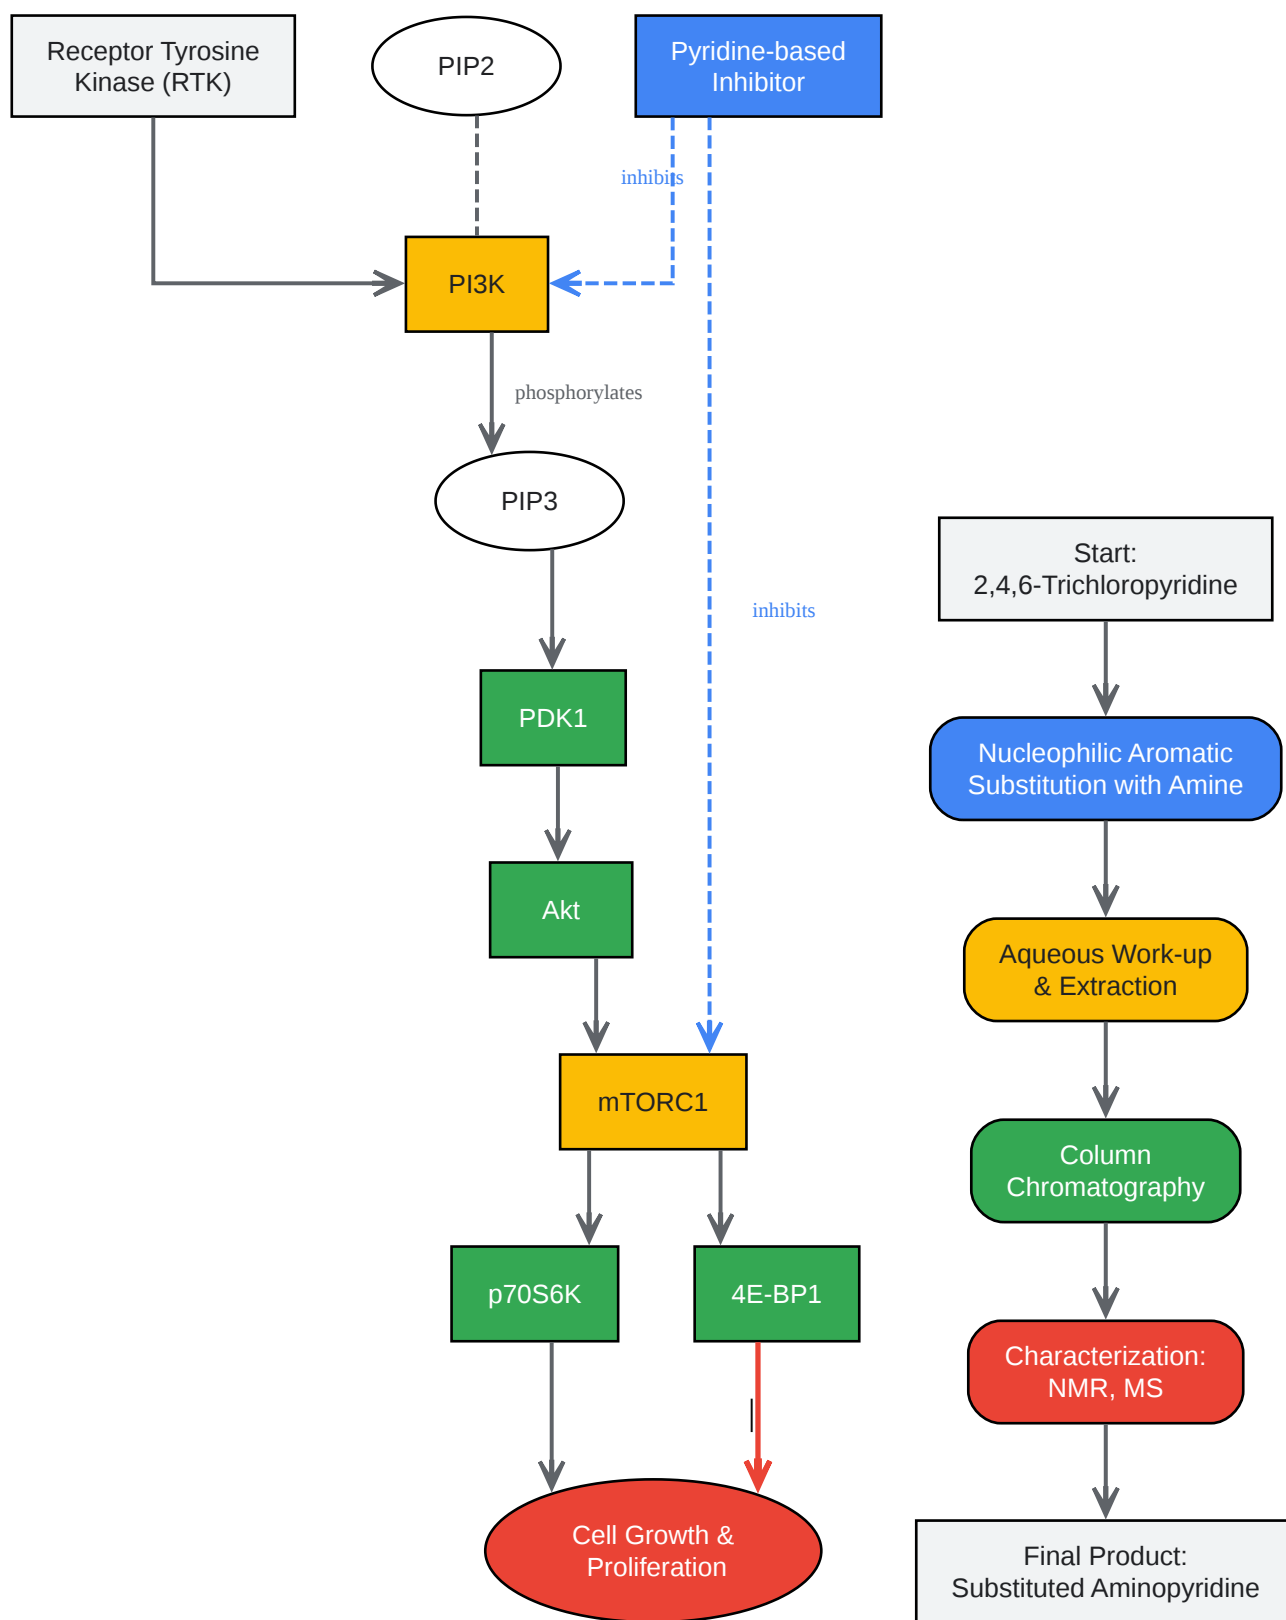 Receptor Tyrosine
Kinase (RTK)
PIP2
Pyridine-based
Inhibitor
inhibits
PI3K
phosphorylates
PIP3
inhibits
PDK1
Akt
mTORC1
p70S6K
4E-BP1
|
Cell Growth &
Proliferation
Start:
2,4,6-Trichloropyridine
Nucleophilic Aromatic
Substitution with Amine
Aqueous Work-up
& Extraction
Column
Chromatography
Characterization:
NMR, MS
Final Product:
Substituted Aminopyridine